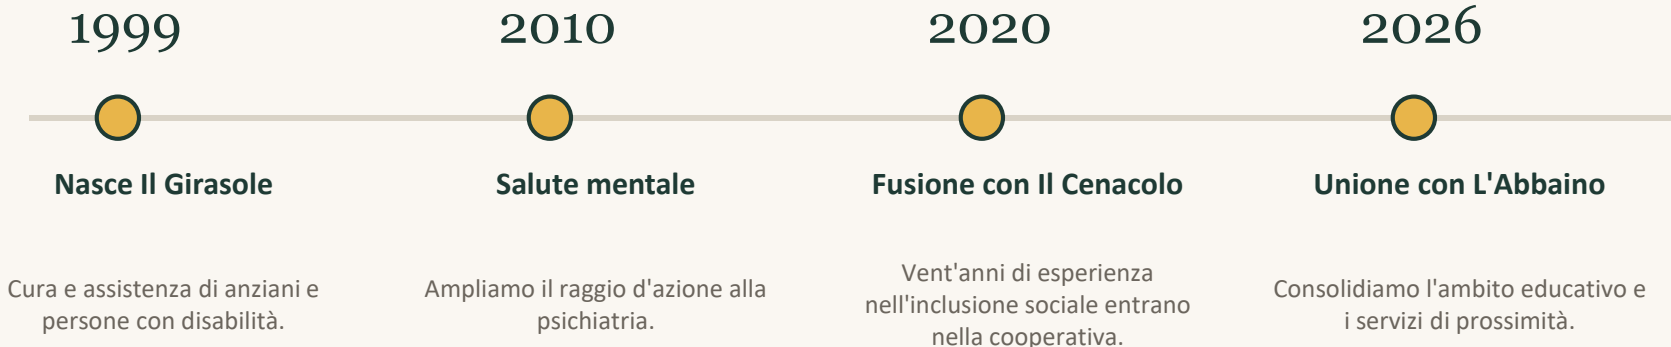 1999
Nasce Il Girasole
Cura e assistenza di anziani e
persone con disabilità.
2010
Salute mentale
Ampliamo il raggio d'azione alla
psichiatria.
2020
Fusione con Il Cenacolo
Vent'anni di esperienza
nell'inclusione sociale entrano
nella cooperativa.
2026
Unione con L'Abbaino
Consolidiamo l'ambito educativo e
i servizi di prossimità.